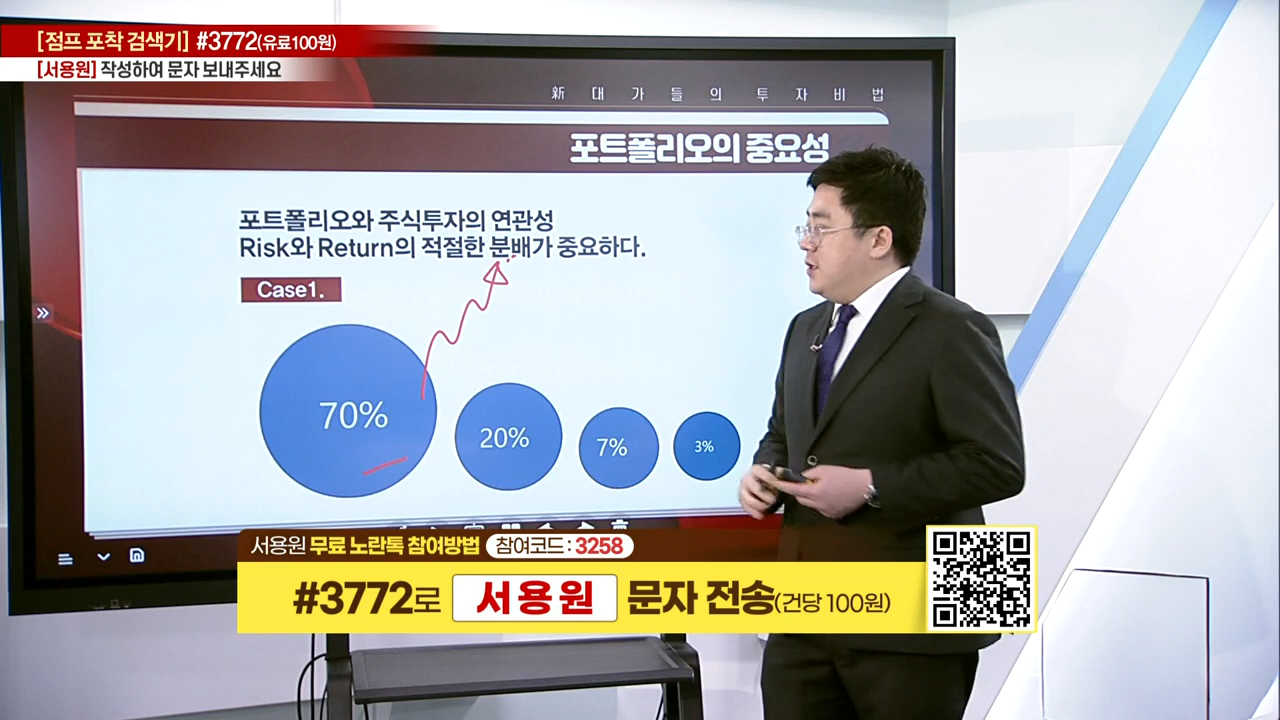 [점프 포착 검색기] #3772(유료100원)
[서용원] 작성하여 문자 보내주세요
新대가들의 투자비법
포트폴리오의 중요성
포트폴리오와 주식투자의 연관성
Risk와 Return의 적절한 분배가 중요하다.
Case1.
70%
20%
7%
3%
서용원 무료 노란톡 참여방법 참여코드 : 3258
#3772로 서용원 문자 전송(건당 100원)